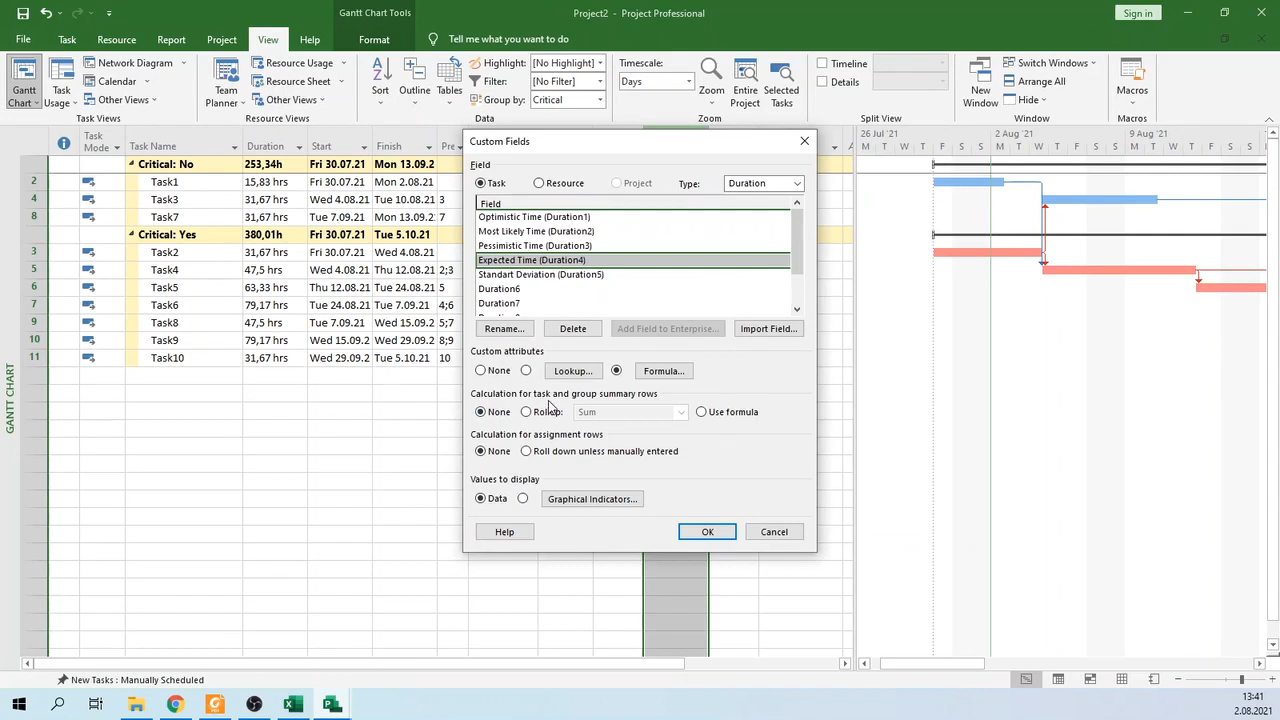 Gantt Chart Tools
Project2 - Project Professional
Sign in
File Task Resource Report Project View Help Format Tell me what you want to do
Gantt Chart
Task Usage
Network Diagram
Calendar
Other Views
Task Views
Team Planner
Resource Usage
Resource Sheet
Other Views
Resource Views
Sort
Outline
Tables
Highlight: [No Highlight]
Filter: [No Filter]
Group by: Critical
Data
Timescale:
Days
Zoom
Entire Project
Selected Tasks
Zoom
Timeline
Details
Split View
New Window
Switch Windows
Arrange All
Hide
Window
Macros
Macros
Task Mode Task Name Duration Start Finish Pre
Critical: No 253,34h Fri 30.07.21 Mon 13.09.2
2 Task1 15,83 hrs Fri 30.07.21 Mon 2.08.21
4 Task3 31,67 hrs Wed 4.08.21 Tue 10.08.21 3
8 Task7 31,67 hrs Tue 7.09.21 Mon 13.09.2 7
Critical: Yes 380,01h Fri 30.07.21 Tue 5.10.21
3 Task2 31,67 hrs Fri 30.07.21 Wed 4.08.21
5 Task4 47,5 hrs Wed 4.08.21 Thu 12.08.21 2;3
6 Task5 63,33 hrs Thu 12.08.21 Tue 24.08.21 5
7 Task6 79,17 hrs Tue 24.08.21 Tue 7.09.21 4;6
9 Task8 47,5 hrs Tue 7.09.21 Wed 15.09.2 5;7
10 Task9 79,17 hrs Wed 15.09.2 Wed 29.09.2 8;9
11 Task10 31,67 hrs Wed 29.09.2 Tue 5.10.21 10
GANTT CHART
Custom Fields
Field
Task Resource Project Type: Duration
Field
Optimistic Time (Duration1)
Most Likely Time (Duration2)
Pessimistic Time (Duration3)
Expected Time (Duration4)
Standart Deviation (Duration5)
Duration6
Duration7
Rename... Delete Add Field to Enterprise... Import Field...
Custom attributes
None Lookup... Formula...
Calculation for task and group summary rows
None Rollup: Sum Use formula
Calculation for assignment rows
None Roll down unless manually entered
Values to display
Data Graphical Indicators...
Help OK Cancel
26 Jul '21 2 Aug '21 9 Aug '21
W T F S S M T W T F S S M T W T F S S
New Tasks : Manually Scheduled
13:41
2.08.2021